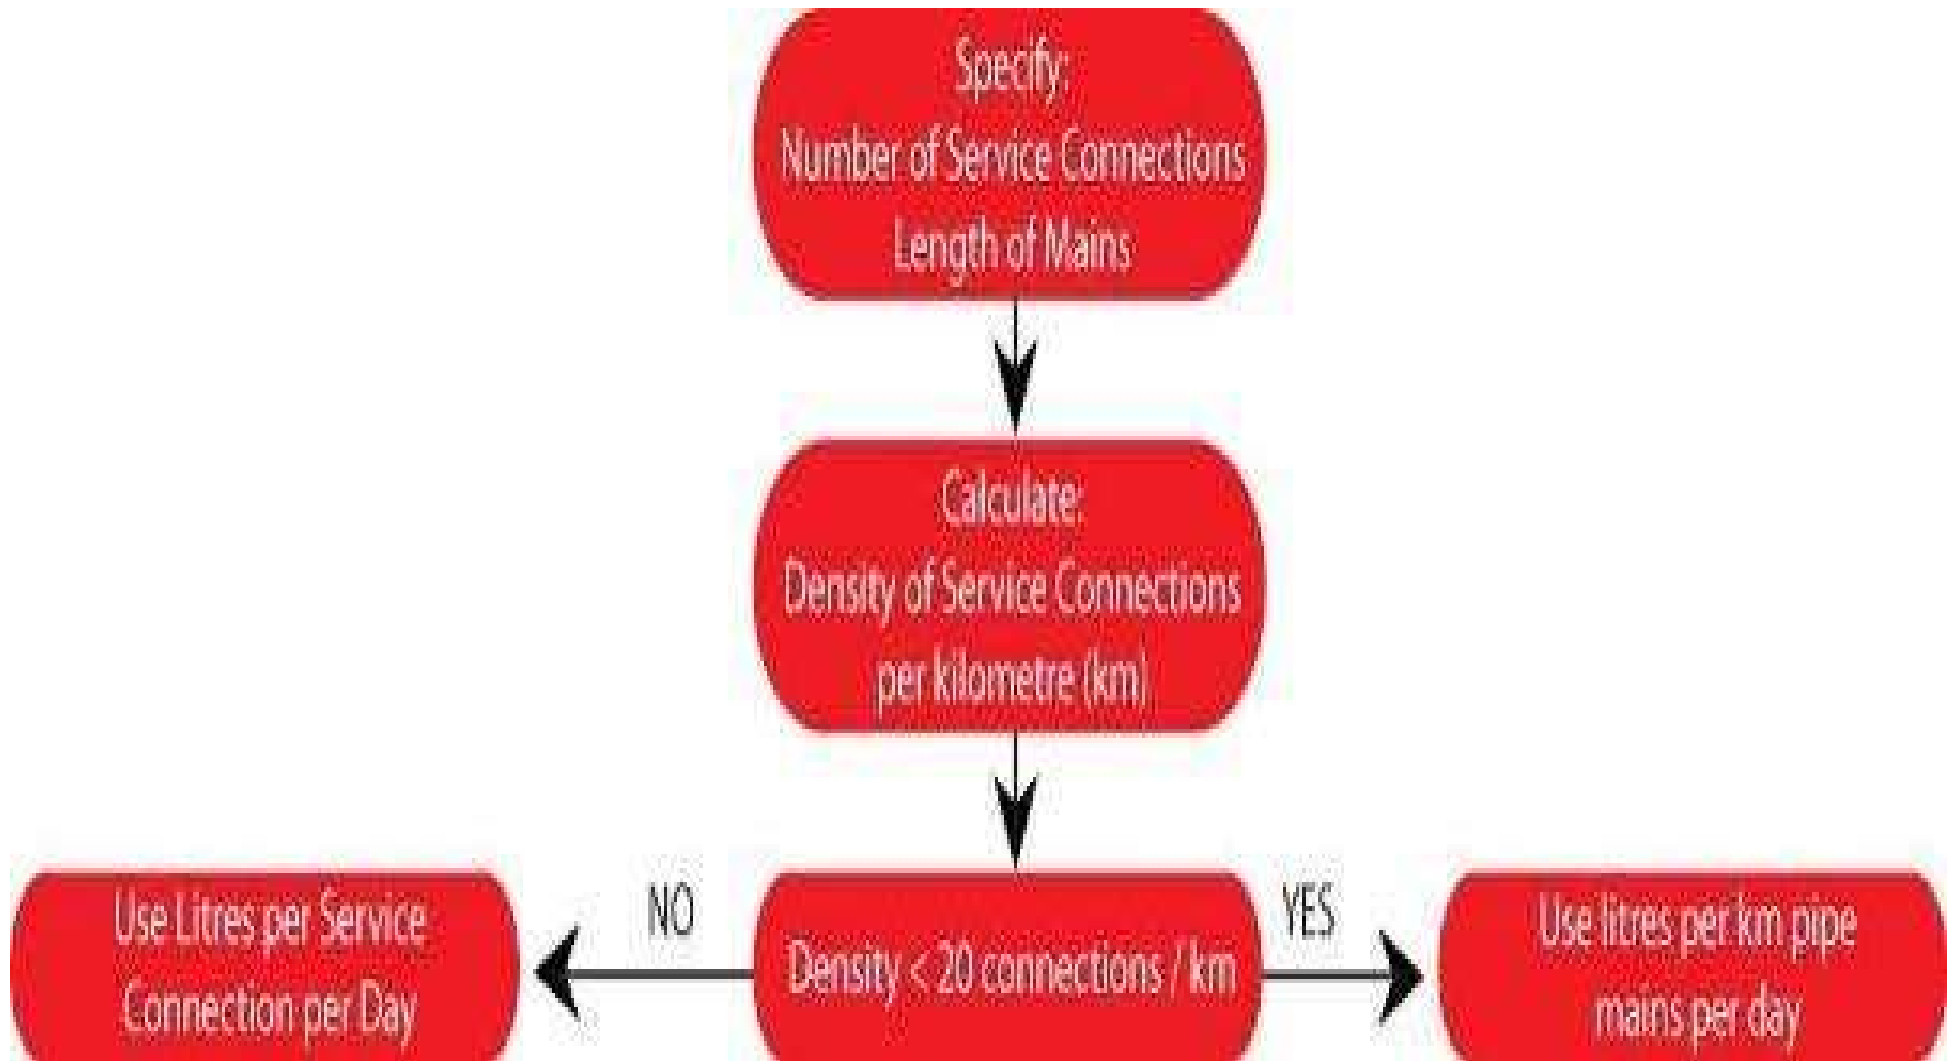 Specify:
Number of Service Connections
Length of Mains
Calculate:
Density of Service Connections
per kilometre (km)
Use Litres per Service
Connection per Day
NO
Density < 20 connections / km
YES
Use litres per km pipe
mains per day